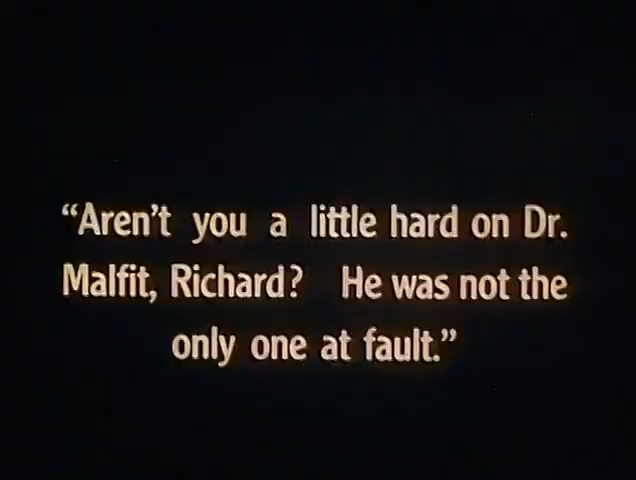 “Aren’t you a little hard on Dr.
Malfit, Richard? He was not the
only one at fault.”